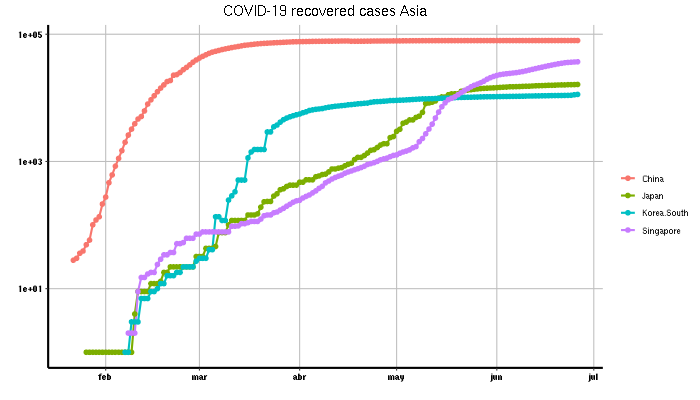 COVID-19 recovered cases Asia
1e+05
1e+03
1e+01
feb
mar
abr
may
jun
jul
China
Japan
Korea.South
Singapore